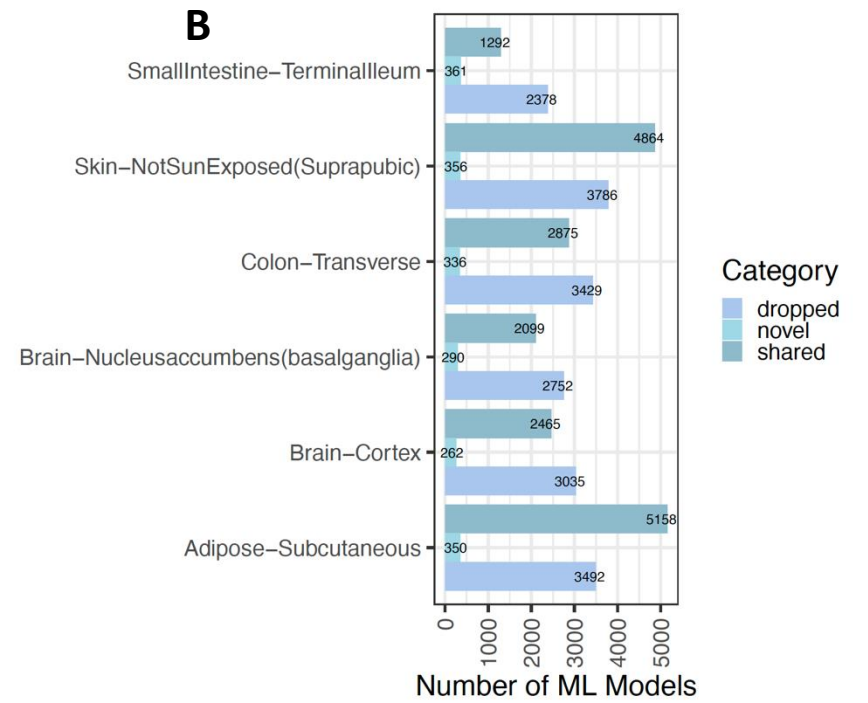 B
SmallIntestine−TerminalIleum
1292
361
2378
Skin−NotSunExposed(Suprapubic)
4864
356
3786
Colon−Transverse
2875
336
3429
Brain−Nucleusaccumbens(basalganglia)
2099
290
2752
Brain−Cortex
2465
262
3035
Adipose−Subcutaneous
5158
350
3492
0
1000
2000
3000
4000
5000
Number of ML Models
Category
dropped
novel
shared